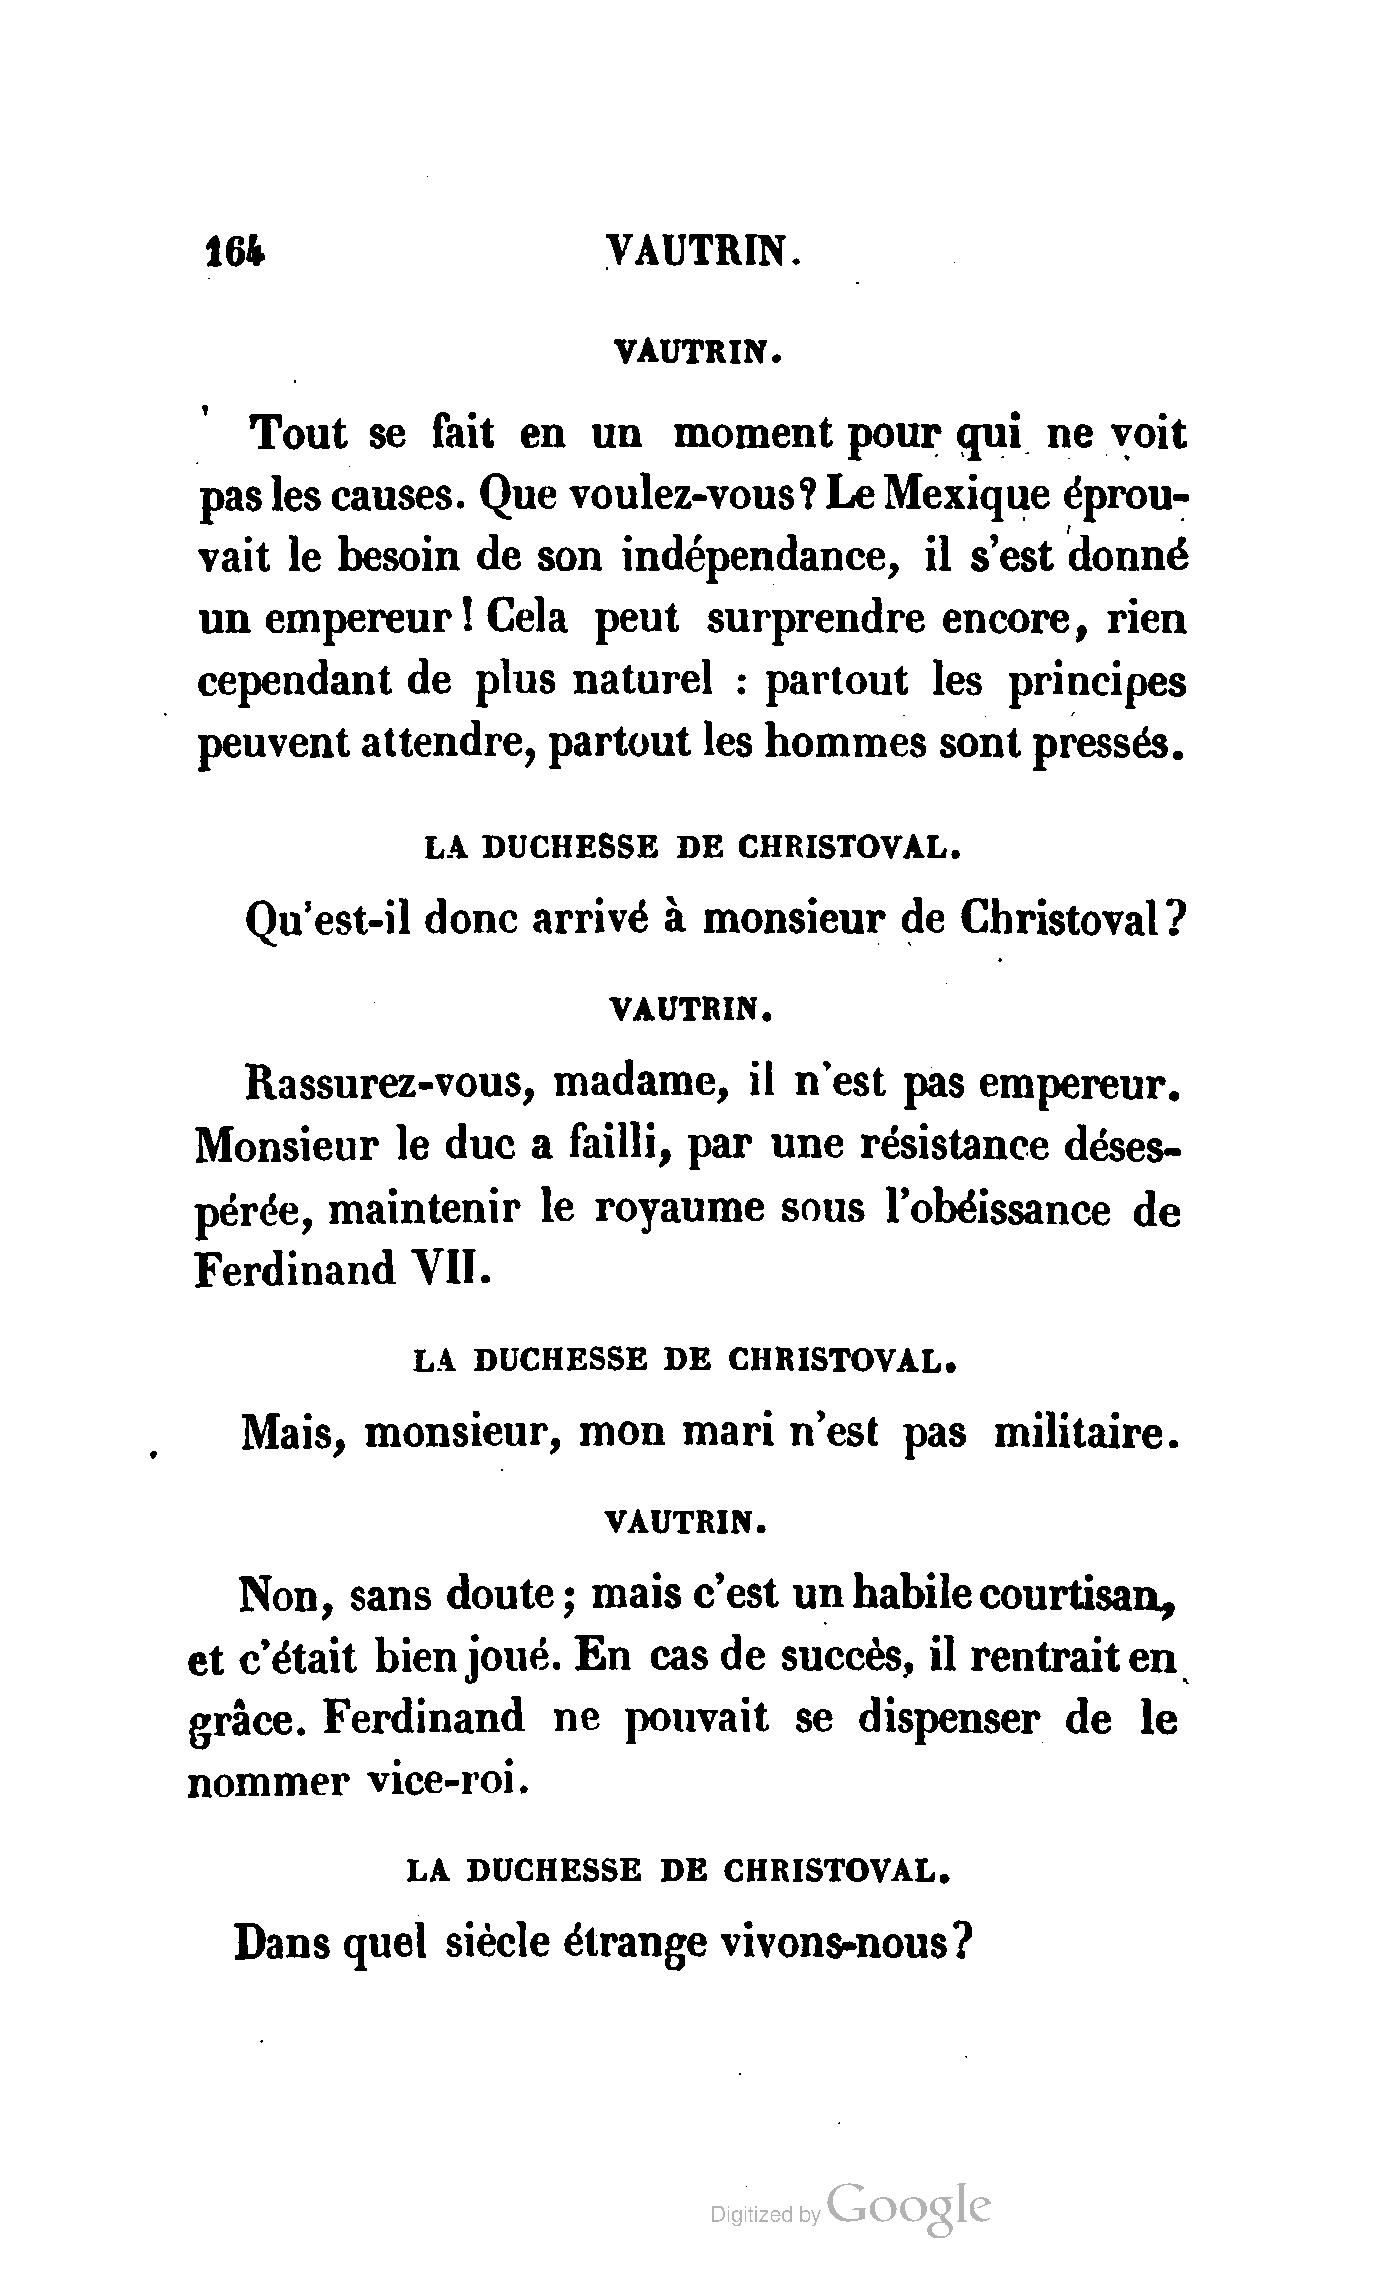 164 VAUTRIN.
VAUTRIN.
Tout se fait en un moment pour qui ne voit
pas les causes. Que voulez-vous? Le Mexique éprou-
vait le besoin de son indépendance, il s'est donné
un empereur! Cela peut surprendre encore, rien
cependant de plus naturel : partout les principes
peuvent attendre, partout les hommes sont pressés.
LA DUCHESSE DE CHRISTOVAL.
Qu'est-il donc arrivé à monsieur de Christoval?
VAUTRIN.
Rassurez-vous, madame, il n'est pas empereur.
Monsieur le duc a failli, par une résistance déses-
pérée, maintenir le royaume sous l'obéissance de
Ferdinand VII.
LA DUCHESSE DE CHRISTOVAL.
Mais, monsieur, mon mari n'est pas militaire.
VAUTRIN.
Non, sans doute; mais c'est un habile courtisan,
et c'était bien joué. En cas de succès, il rentrait en
grâce. Ferdinand ne pouvait se dispenser de le
nommer vice-roi.
LA DUCHESSE DE CHRISTOVAL.
Dans quel siècle étrange vivons-nous?
Digitized by Google